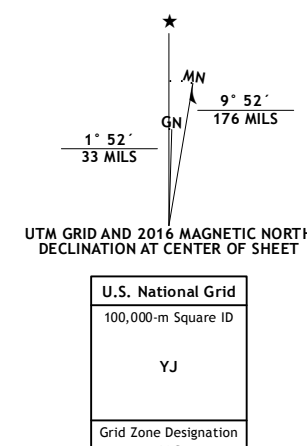 ★
MN
9° 52´
176 MILS
GN
1° 52´
33 MILS
UTM GRID AND 2016 MAGNETIC NORTH
DECLINATION AT CENTER OF SHEET
U.S. National Grid
100,000-m Square ID
YJ
Grid Zone Designation